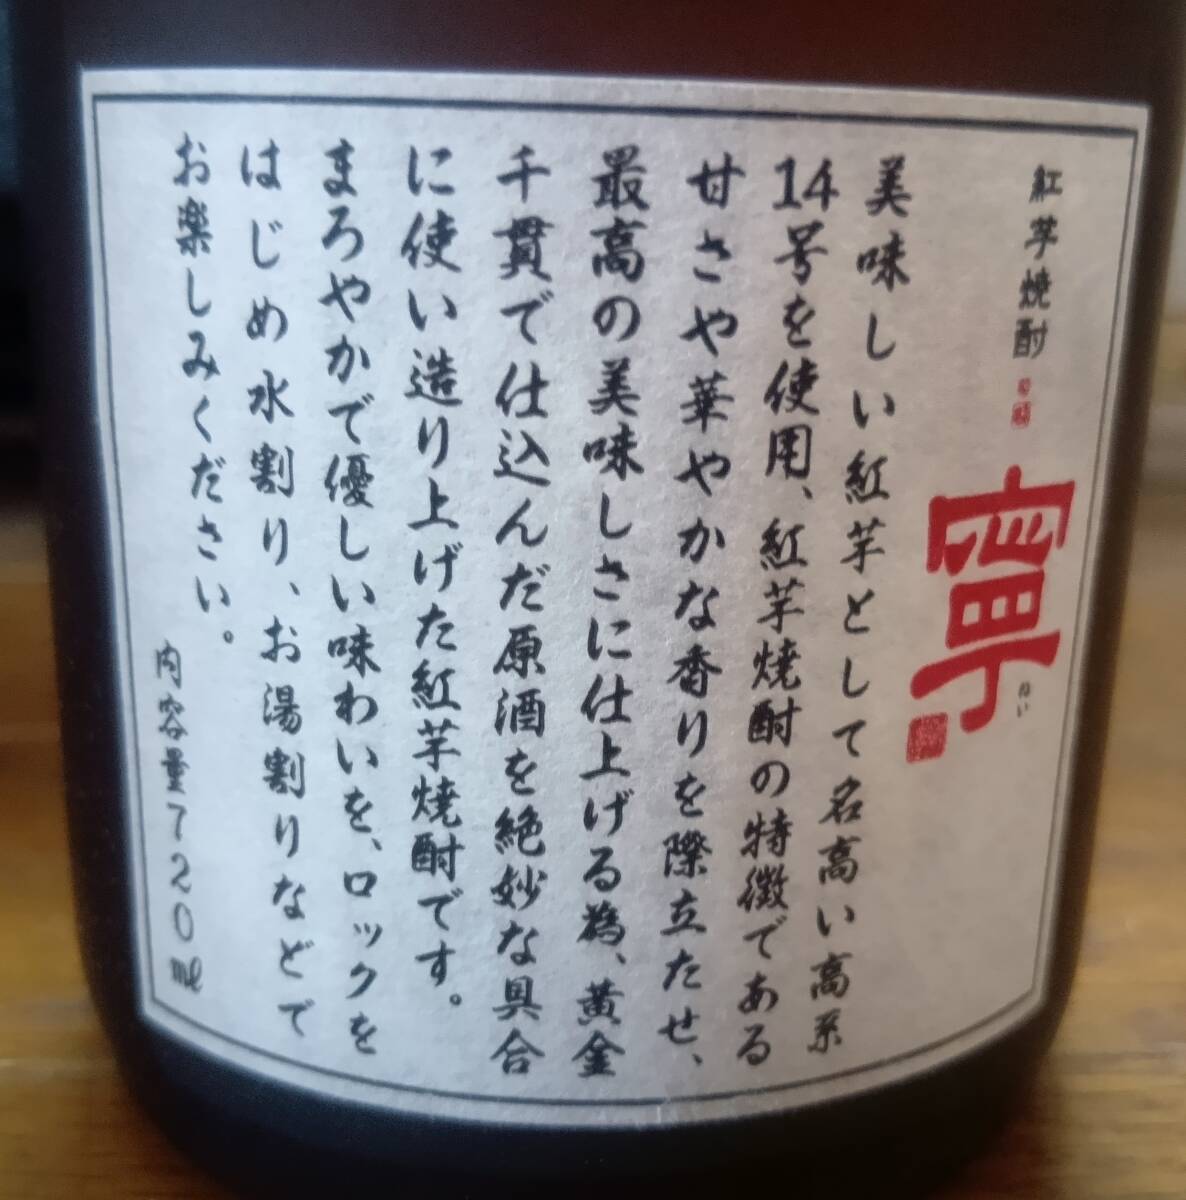 紅芋焼酎
寧
ねい
美味しい紅芋として名高い高系
14号を使用、紅芋焼酎の特徴である
甘さや華やかな香りを際立たせ、
最高の美味しさに仕上げる為、黄金
千貫で仕込んだ原酒を絶妙な具合
に使い造り上げた紅芋焼酎です。
まろやかで優しい味わいを、ロックを
はじめ水割り、お湯割りなどで
お楽しみください。
内容量720ml